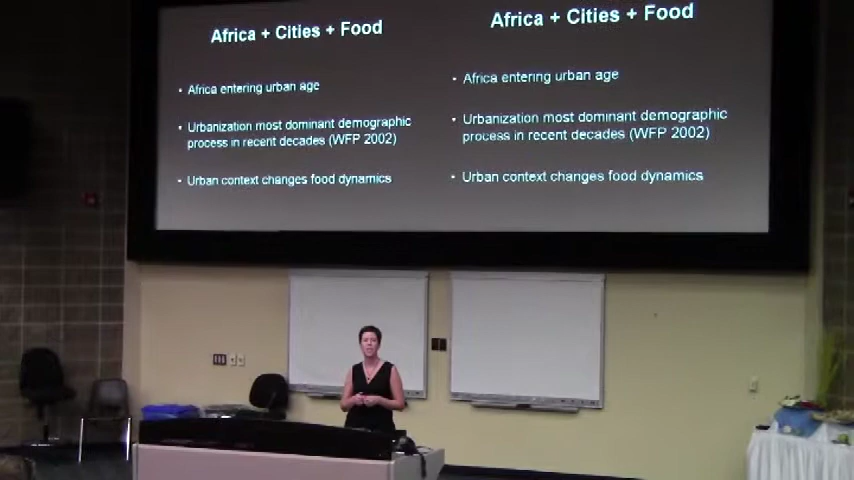 Africa + Cities + Food
• Africa entering urban age
• Urbanization most dominant demographic
process in recent decades (WFP 2002)
• Urban context changes food dynamics
Africa + Cities + Food
• Africa entering urban age
• Urbanization most dominant demographic
process in recent decades (WFP 2002)
• Urban context changes food dynamics